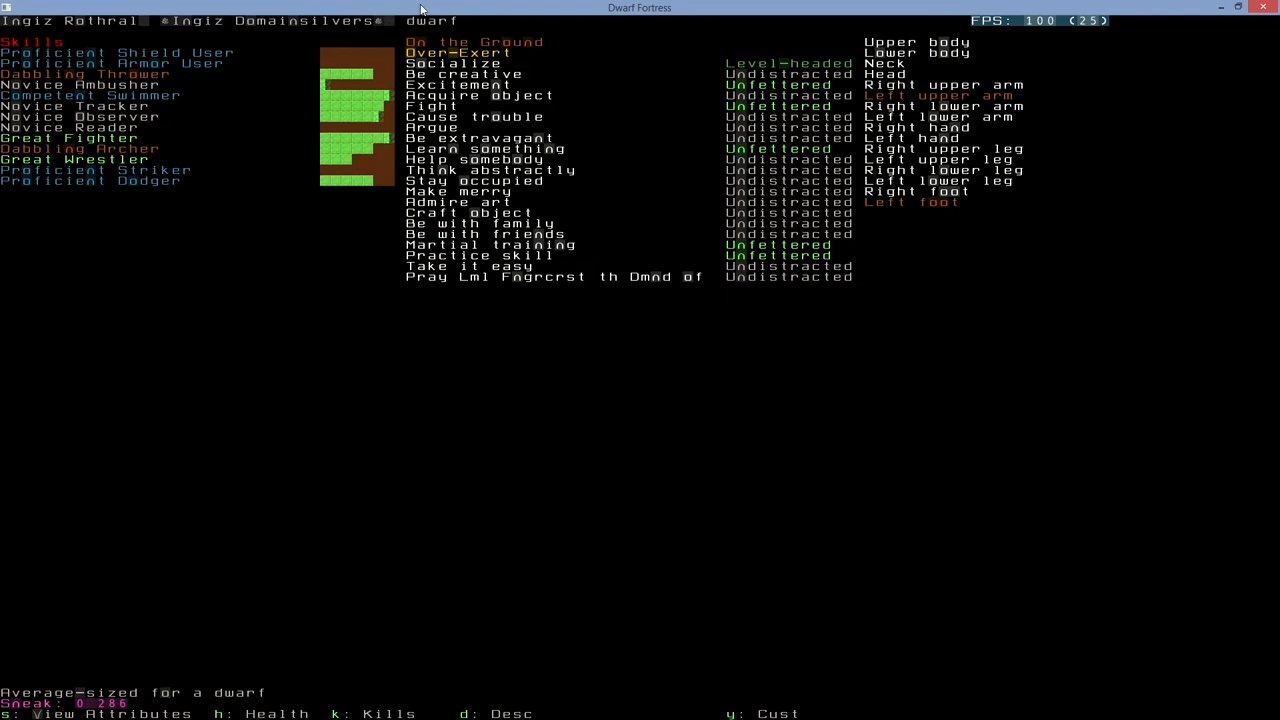 Dwarf Fortress
Ingiz Rothral "Ingiz Domainsilvers" dwarf FPS: 100 (25)
Skills
Proficient Shield User
Proficient Armor User
Dabbling Thrower
Novice Ambusher
Competent Swimmer
Novice Tracker
Novice Observer
Novice Reader
Great Fighter
Dabbling Archer
Great Wrestler
Proficient Striker
Proficient Dodger
On the Ground
Over-Exert
Socialize Level-headed
Be creative Undistracted
Excitement Unfettered
Acquire object Undistracted
Fight Unfettered
Cause trouble Undistracted
Argue Undistracted
Be extravagant Undistracted
Learn something Unfettered
Help somebody Undistracted
Think abstractly Undistracted
Stay occupied Undistracted
Make merry Undistracted
Admire art Undistracted
Craft object Undistracted
Be with family Undistracted
Be with friends Undistracted
Martial training Unfettered
Practice skill Unfettered
Take it easy Undistracted
Pray Lml Fngrcrst th Dmnd of Undistracted
Upper body
Lower body
Neck
Head
Right upper arm
Left upper arm
Right lower arm
Left lower arm
Right hand
Left hand
Right upper leg
Left upper leg
Right lower leg
Left lower leg
Right foot
Left foot
Average-sized for a dwarf
Sneak: 0 286
s: View Attributes h: Health k: Kills d: Desc y: Cust